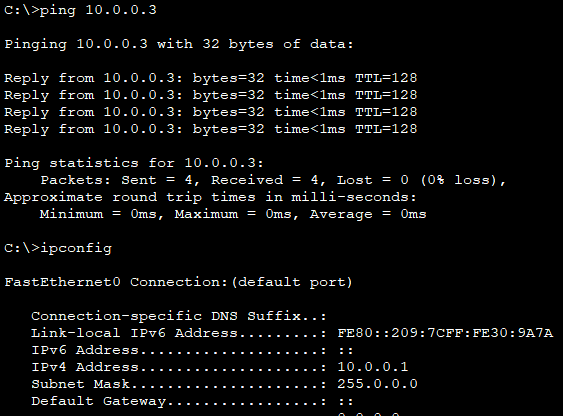 C:\>ping 10.0.0.3
Pinging 10.0.0.3 with 32 bytes of data:
Reply from 10.0.0.3: bytes=32 time<1ms TTL=128
Reply from 10.0.0.3: bytes=32 time<1ms TTL=128
Reply from 10.0.0.3: bytes=32 time<1ms TTL=128
Reply from 10.0.0.3: bytes=32 time<1ms TTL=128
Ping statistics for 10.0.0.3:
Packets: Sent = 4, Received = 4, Lost = 0 (0% loss),
Approximate round trip times in milli-seconds:
Minimum = 0ms, Maximum = 0ms, Average = 0ms
C:\>ipconfig
FastEthernet0 Connection:(default port)
Connection-specific DNS Suffix..:
Link-local IPv6 Address.........: FE80::209:7CFF:FE30:9A7A
IPv6 Address....................: ::
IPv4 Address....................: 10.0.0.1
Subnet Mask.....................: 255.0.0.0
Default Gateway.................: ::